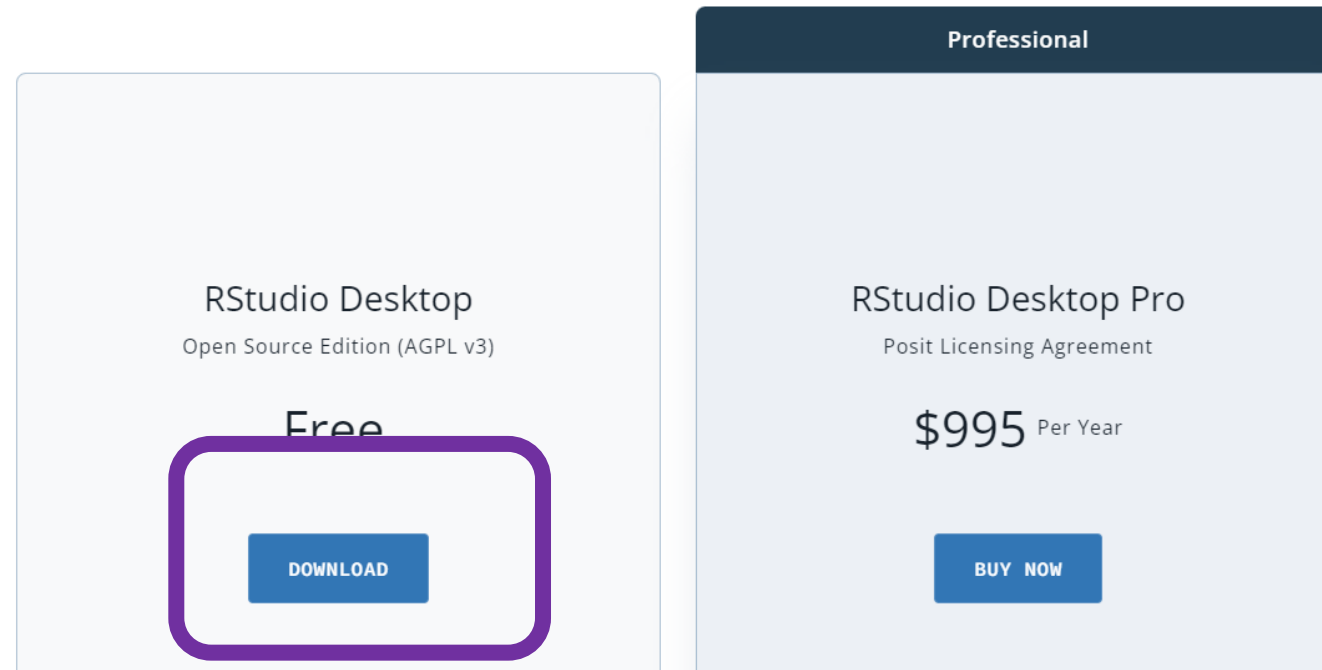 Professional
RStudio Desktop
Open Source Edition (AGPL v3)
Free
DOWNLOAD
RStudio Desktop Pro
Posit Licensing Agreement
$995 Per Year
BUY NOW